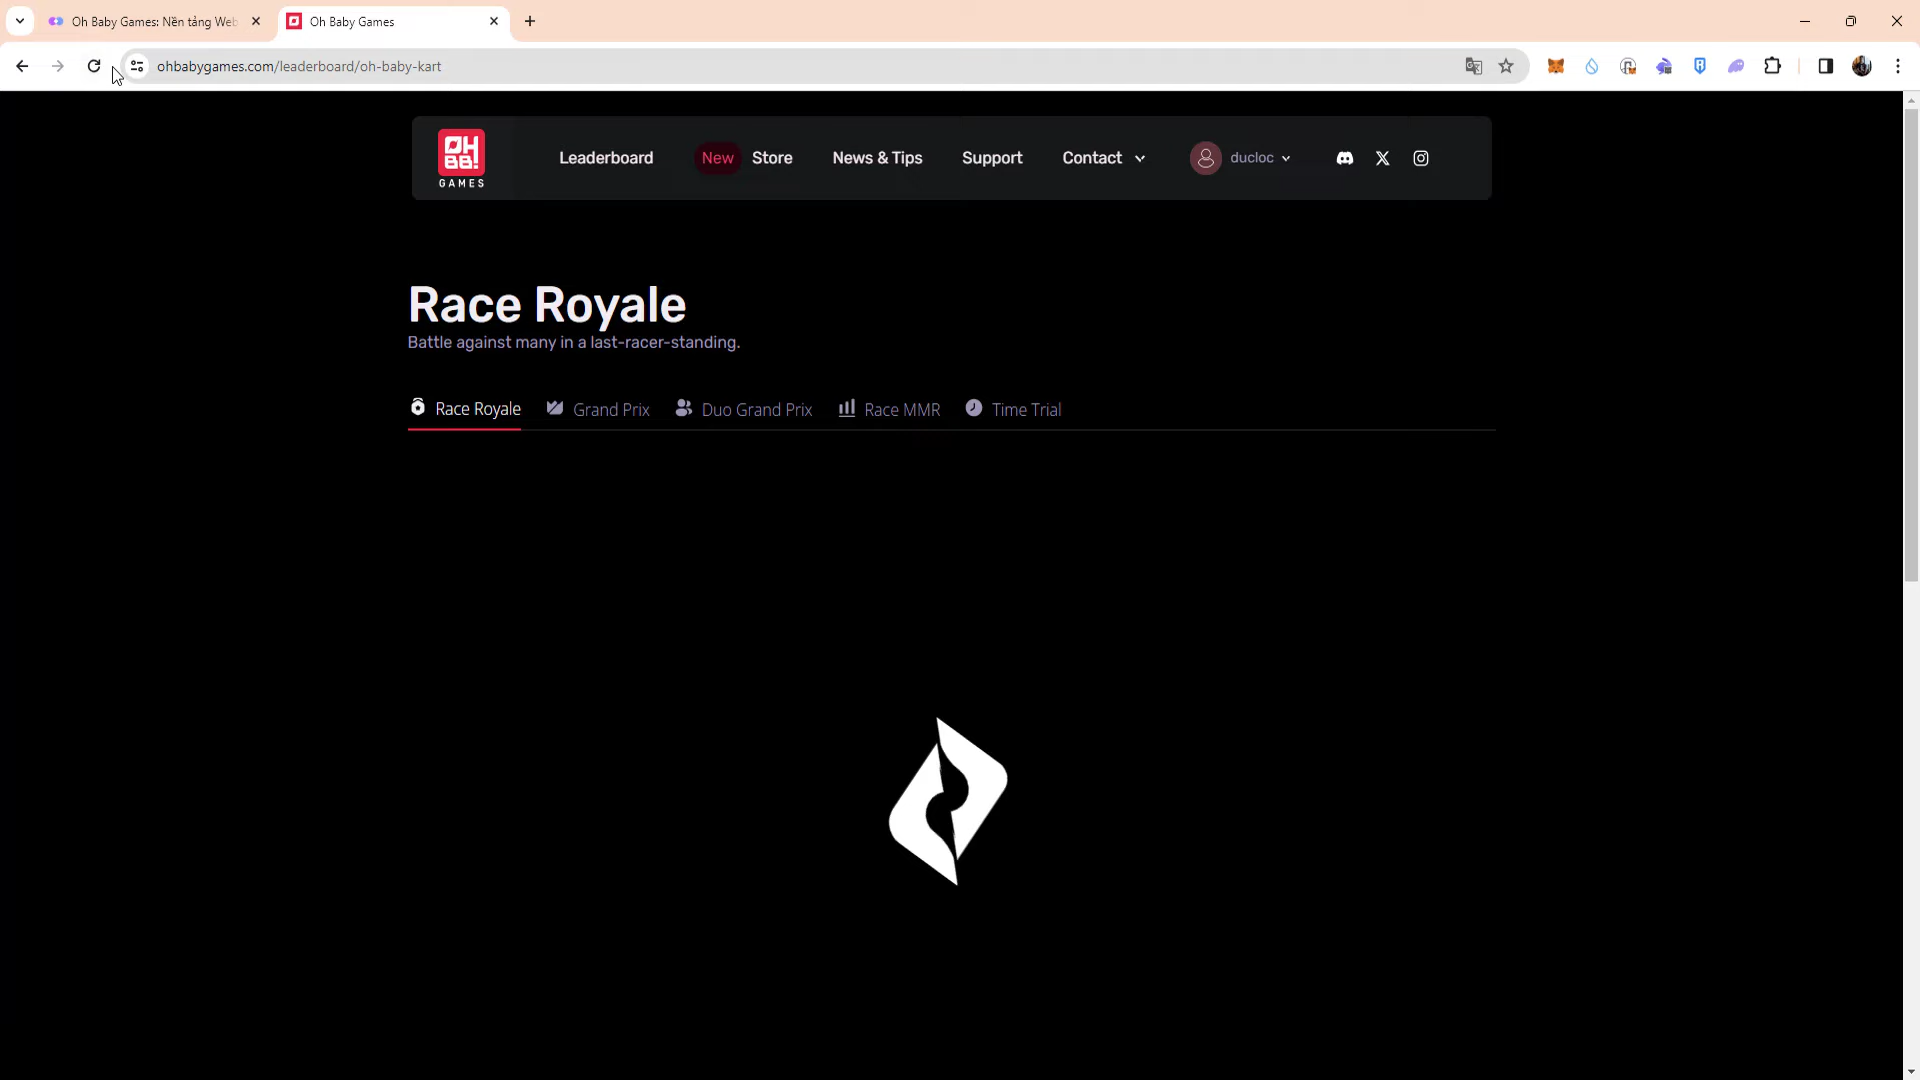 Oh Baby Games: Nền tảng Web
Oh Baby Games
ohbabygames.com/leaderboard/oh-baby-kart
OH
BB!
GAMES
Leaderboard
New
Store
News & Tips
Support
Contact
ducloc
Race Royale
Battle against many in a last-racer-standing.
Race Royale
Grand Prix
Duo Grand Prix
Race MMR
Time Trial